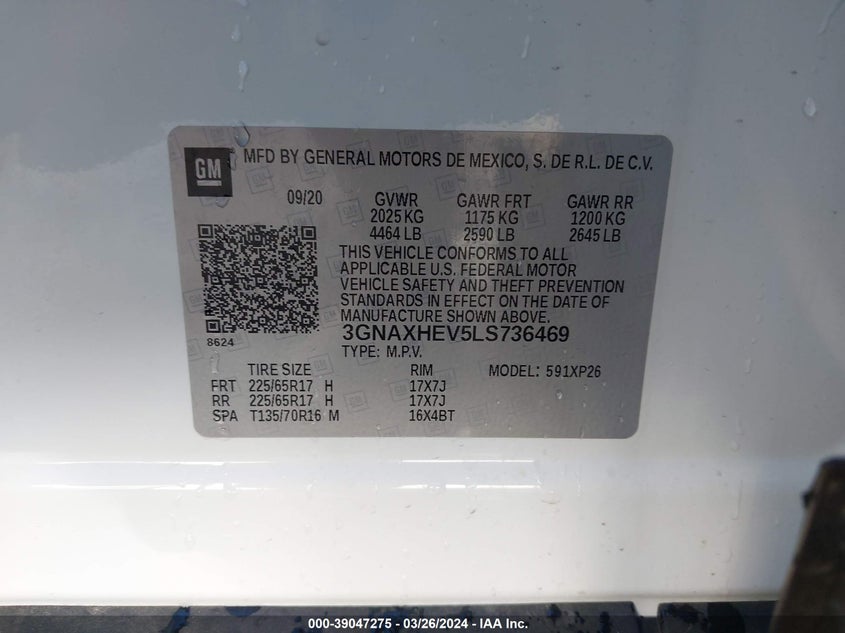 GM MFD BY GENERAL MOTORS DE MEXICO, S. DE R.L. DE C.V.
09/20 GVWR GAWR FRT GAWR RR
2025 KG 1175 KG 1200 KG
4464 LB 2590 LB 2645 LB
THIS VEHICLE CONFORMS TO ALL
APPLICABLE U.S. FEDERAL MOTOR
VEHICLE SAFETY AND THEFT PREVENTION
STANDARDS IN EFFECT ON THE DATE OF
MANUFACTURE SHOWN ABOVE.
8624 3GNAXHEV5LS736469
TYPE: M.P.V.
TIRE SIZE RIM MODEL: 591XP26
FRT 225/65R17 H 17X7J
RR 225/65R17 H 17X7J
SPA T135/70R16 M 16X4BT
000-39047275 - 03/26/2024 - IAA Inc.